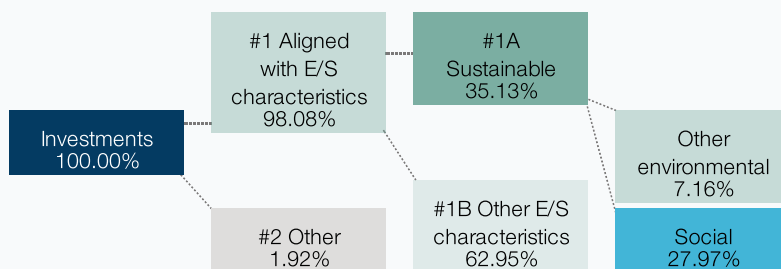 Investments
100.00%
#1 Aligned
with E/S
characteristics
98.08%
#2 Other
1.92%
#1A
Sustainable
35.13%
#1B Other E/S
characteristics
62.95%
Other
environmental
7.16%
Social
27.97%